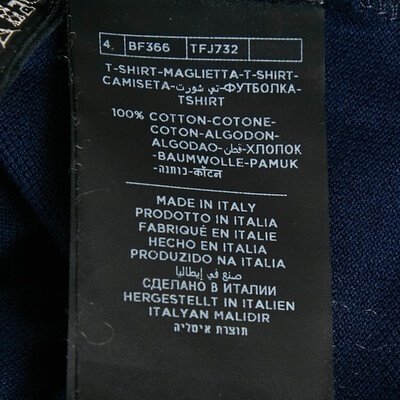 4 BF366 TFJ732
T-SHIRT-MAGLIETTA-T-SHIRT-
CAMISETA-تي شورت-ФУТБОЛКА-
TSHIRT
100% COTTON-COTONE-
COTON-ALGODON-
ALGODAO-قطن-ХЛОПОК
-BAUMWOLLE-PAMUK
-כותנה-कॉटन
MADE IN ITALY
PRODOTTO IN ITALIA
FABRIQUÉ EN ITALIE
HECHO EN ITALIA
PRODUZIDO NA ITALIA
صنع في إيطاليا
СДЕЛАНО В ИТАЛИИ
HERGESTELLT IN ITALIEN
ITALYAN MALIDIR
תוצרת איטליה